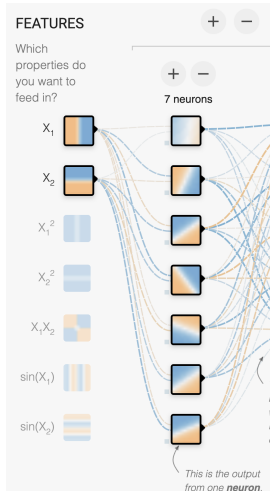 FEATURES
+ −
Which
properties do
you want to
feed in?
+ −
7 neurons
X₁
X₂
X₁²
X₂²
X₁X₂
sin(X₁)
sin(X₂)
This is the output
from one neuron.